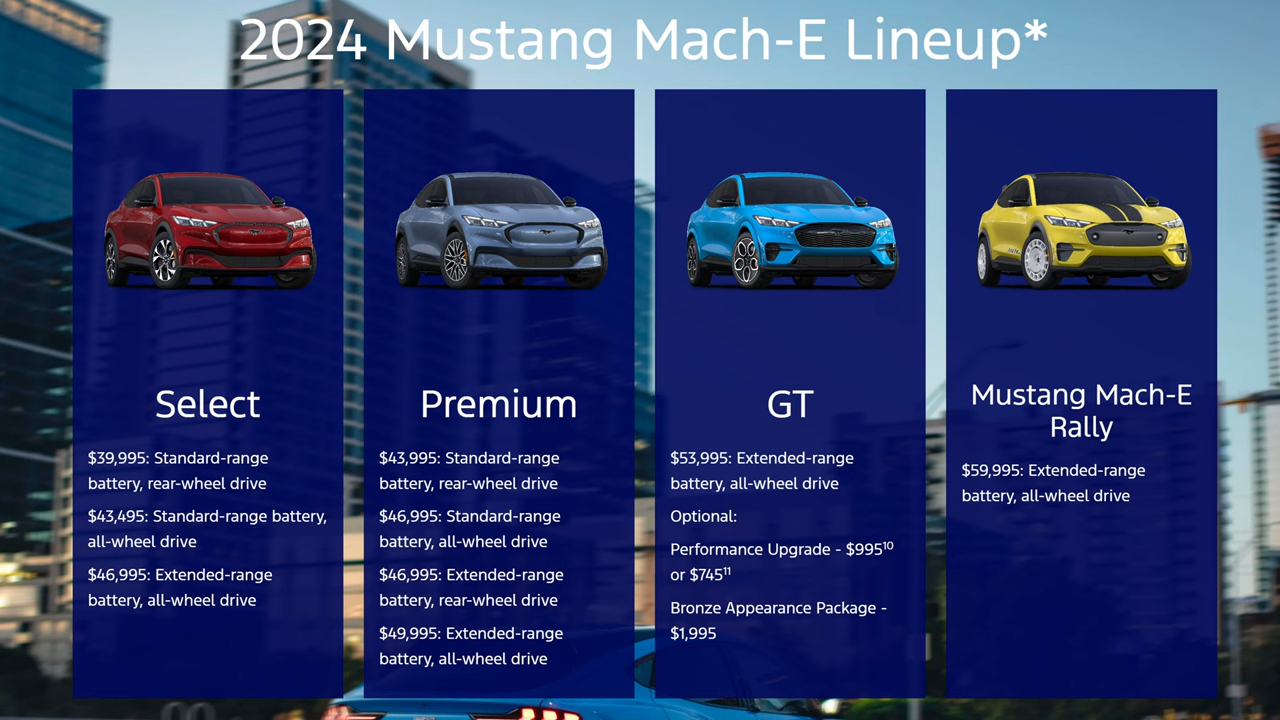 2024 Mustang Mach-E Lineup*
Select
$39,995: Standard-range
battery, rear-wheel drive
$43,495: Standard-range battery,
all-wheel drive
$46,995: Extended-range
battery, all-wheel drive
Premium
$43,995: Standard-range
battery, rear-wheel drive
$46,995: Standard-range
battery, all-wheel drive
$46,995: Extended-range
battery, rear-wheel drive
$49,995: Extended-range
battery, all-wheel drive
GT
$53,995: Extended-range
battery, all-wheel drive
Optional:
Performance Upgrade - $995¹⁰
or $745¹¹
Bronze Appearance Package -
$1,995
Mustang Mach-E
Rally
$59,995: Extended-range
battery, all-wheel drive